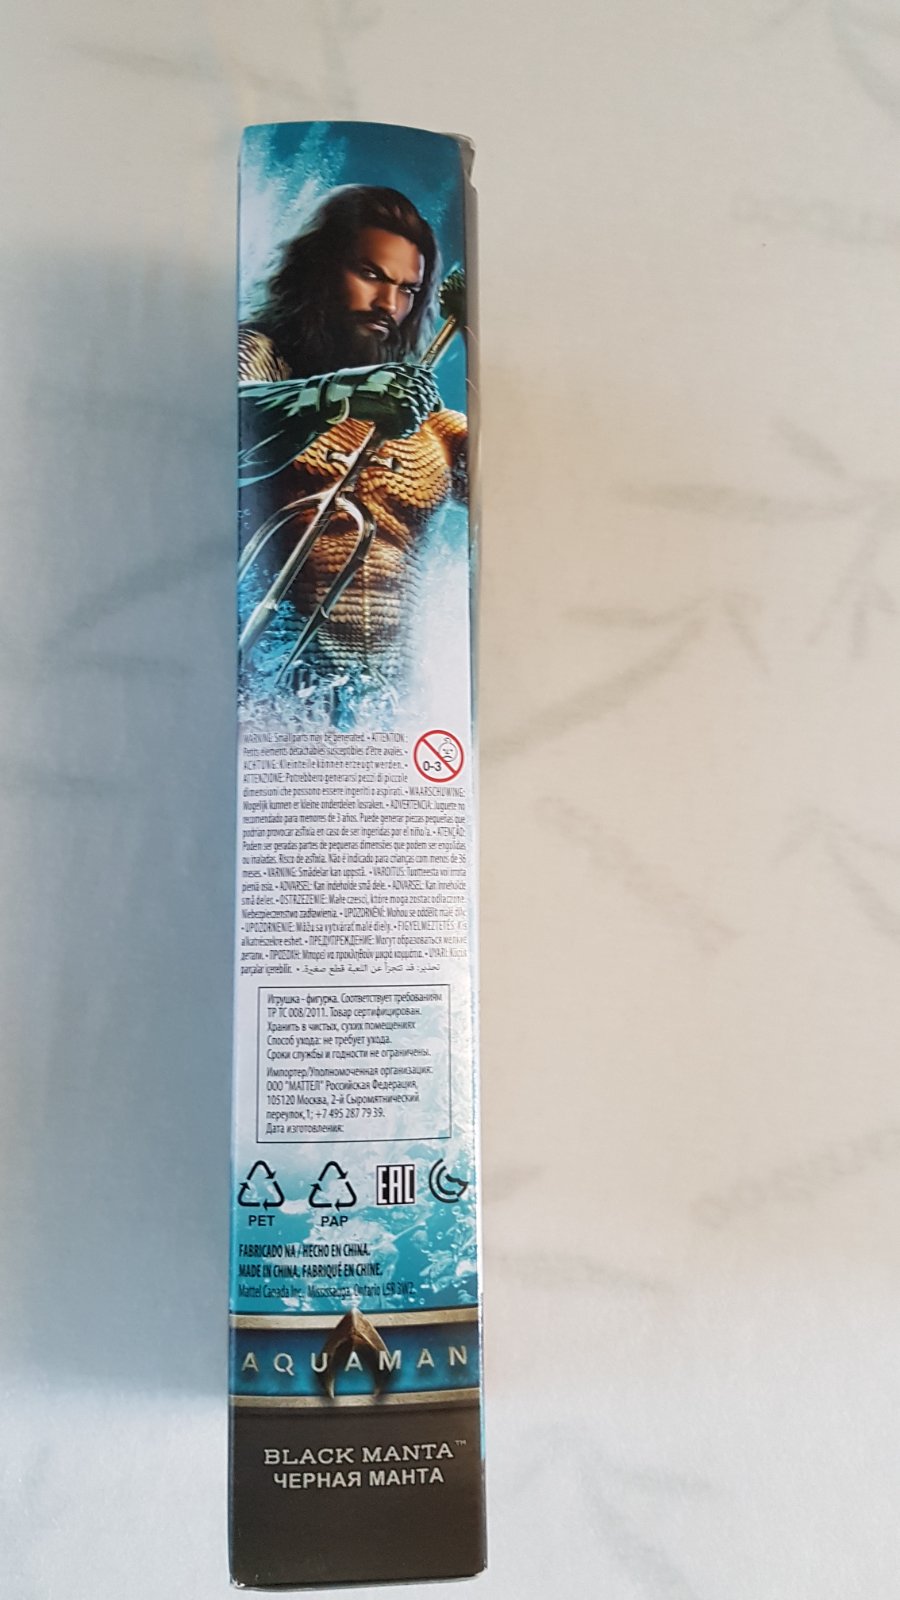 WARNING: Small parts may be generated. • ATTENTION:
Petits éléments détachables susceptibles d'être avalés. •
ACHTUNG: Kleinteile können erzeugt werden. •
ATTENZIONE: Potrebbero generarsi pezzi di piccole
dimensioni che possono essere ingeriti o aspirati. • WAARSCHUWING:
Mogelijk kunnen er kleine onderdelen losraken. • ADVERTENCIA: Juguete no
recomendado para menores de 3 años. Puede generar piezas pequeñas que
podrían provocar asfixia en caso de ser ingeridas por el niño/a. • ATENÇÃO:
Podem ser geradas partes de pequenas dimensões que podem ser engolidas
ou inaladas. Risco de asfixia. Não é indicado para crianças com menos de 36
meses. • VARNING: Smådelar kan uppstå. • VAROITUS: Tuotteesta voi irrota
pieniä osia. • ADVARSEL: Kan indeholde små dele. • ADVARSEL: Kan inneholde
små deler. • OSTRZEŻENIE: Małe części, które mogą zostać odłączone.
Niebezpieczeństwo zadławienia. • UPOZORNĚNÍ: Mohou se oddělit malé díly.
• UPOZORNENIE: Môžu sa vytvárať malé diely. • FIGYELMEZTETÉS: Kis
alkatrészekre eshet. • ПРЕДУПРЕЖДЕНИЕ: Могут образоваться мелкие
детали. • ΠΡΟΣΟΧΗ: Μπορεί να προκληθούν μικρά κομμάτια. • UYARI: Küçük
parçalar içerebilir. • تحذير: قد تتجزأ عن اللعبة قطع صغيرة.
0-3
Игрушка - фигурка. Соответствует требованиям
ТР ТС 008/2011. Товар сертифицирован.
Хранить в чистых, сухих помещениях
Способ ухода: не требует ухода.
Сроки службы и годности не ограничены.
Импортер/Уполномоченная организация:
ООО "МАТТЕЛ" Российская Федерация,
105120 Москва, 2-й Сыромятнический
переулок,1; +7 495 287 79 39.
Дата изготовления:
PET PAP EAC
FABRICADO NA / HECHO EN CHINA.
MADE IN CHINA. FABRIQUÉ EN CHINE.
Mattel Canada Inc., Mississauga, Ontario L5R 3W2.
AQUAMAN
BLACK MANTA™
ЧЕРНАЯ МАНТА